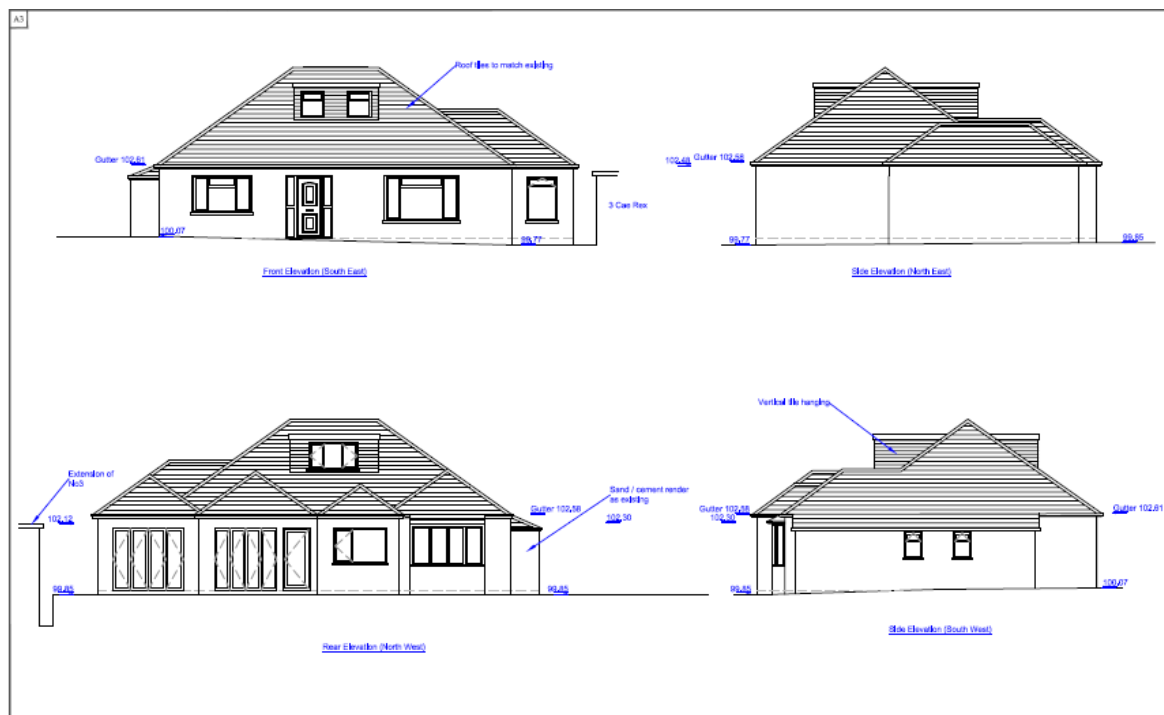 A3
Roof tiles to match existing
Gutter 102.61
3 Cae Rex
100.07
99.77
Front Elevation (South East)
102.48
Gutter 102.58
99.77
99.85
Side Elevation (North East)
Extension of
No3
102.12
Sand / cement render
as existing
Gutter 102.58
102.30
99.85
99.85
Rear Elevation (North West)
Vertical tile hanging
Gutter 102.58
102.30
Gutter 102.61
99.85
100.07
Side Elevation (South West)